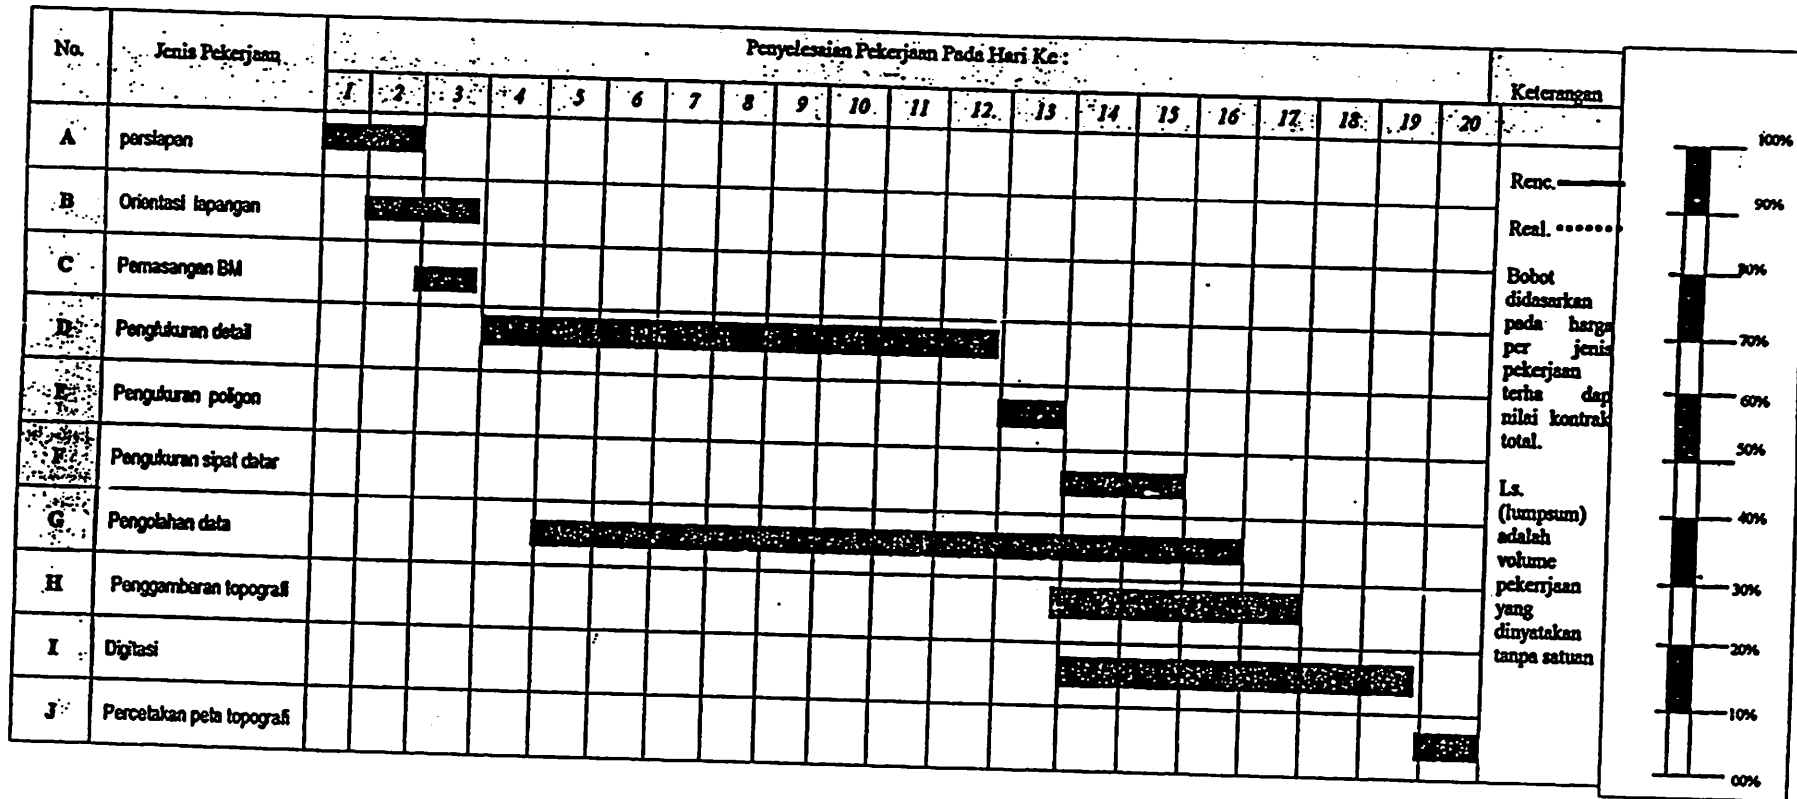 No. Jenis Pekerjaan Penyelesaian Pekerjaan Pada Hari Ke : Keterangan
1 2 3 4 5 6 7 8 9 10 11 12 13 14 15 16 17 18 19 20
A persiapan
B Orientasi lapangan
C Pemasangan BM
D Pengfukuran detail
E Pengukuran poligon
F Pengukuran sipat datar
G Pengolahan data
H Penggambaran topografi
I Digitasi
J Percetakan peta topografi
Renc.
Real.
Bobot
didasarkan
pada harga
per jenis
pekerjaan
terha dap
nilai kontrak
total.
Ls.
(lumpsum)
adalah
volume
pekerrjaan
yang
dinyatakan
tanpa satuan
100%
90%
80%
70%
60%
50%
40%
30%
20%
10%
00%